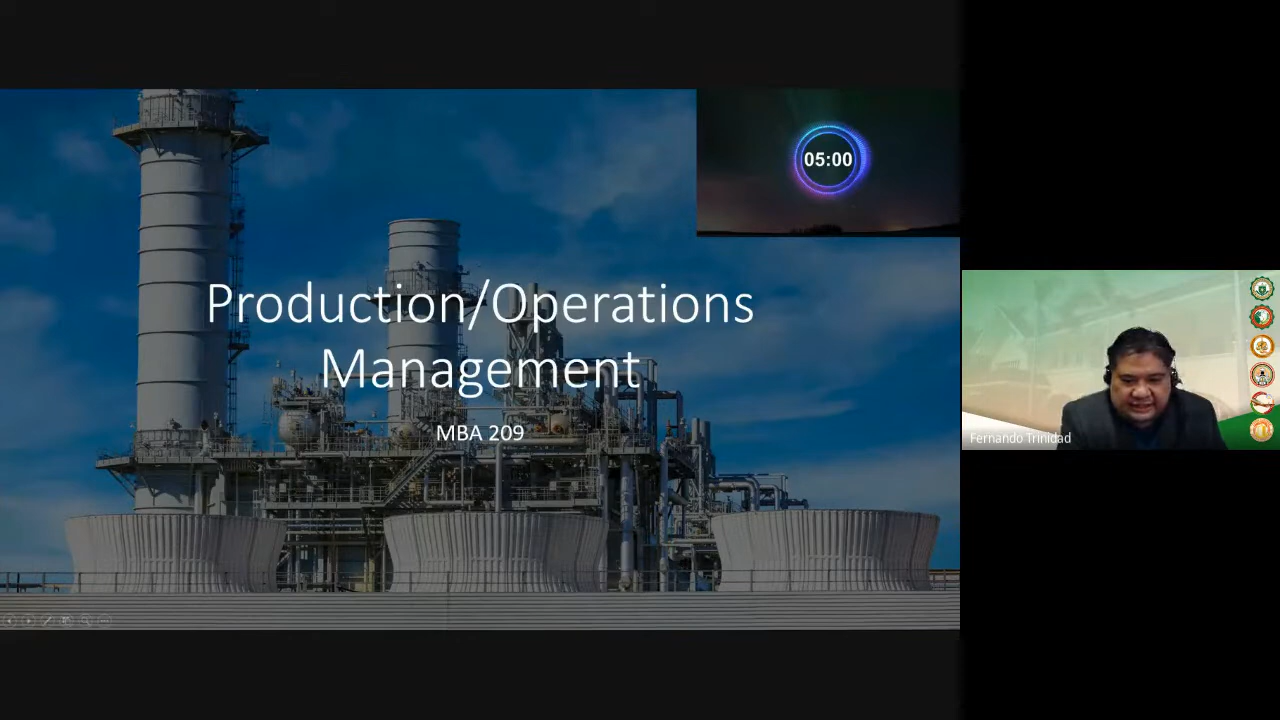 05:00
Production/Operations
Management
MBA 209
Fernando Trinidad